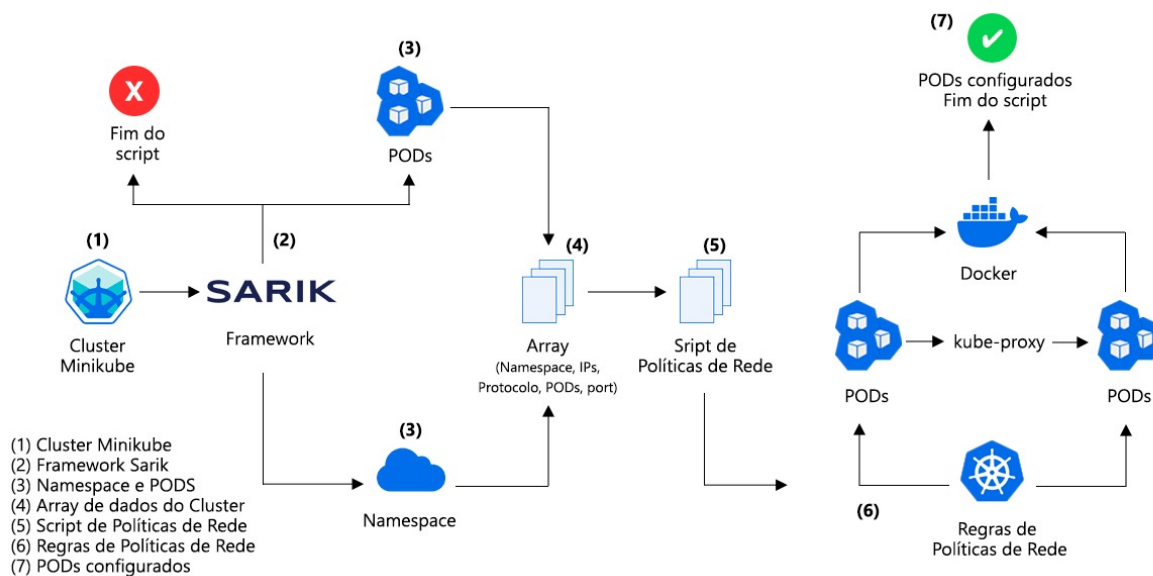 (7)
PODs configurados
Fim do script
(3)
PODs
Fim do
script
(1)
(2)
SARIK
Framework
Cluster
Minikube
(4)
Array
(Namespace, IPs,
Protocolo, PODs, port)
(5)
Sript de
Políticas de Rede
(3)
Namespace
Docker
kube-proxy
PODs
PODs
(6)
Regras de
Políticas de Rede
(1) Cluster Minikube
(2) Framework Sarik
(3) Namespace e PODS
(4) Array de dados do Cluster
(5) Script de Políticas de Rede
(6) Regras de Políticas de Rede
(7) PODs configurados
X